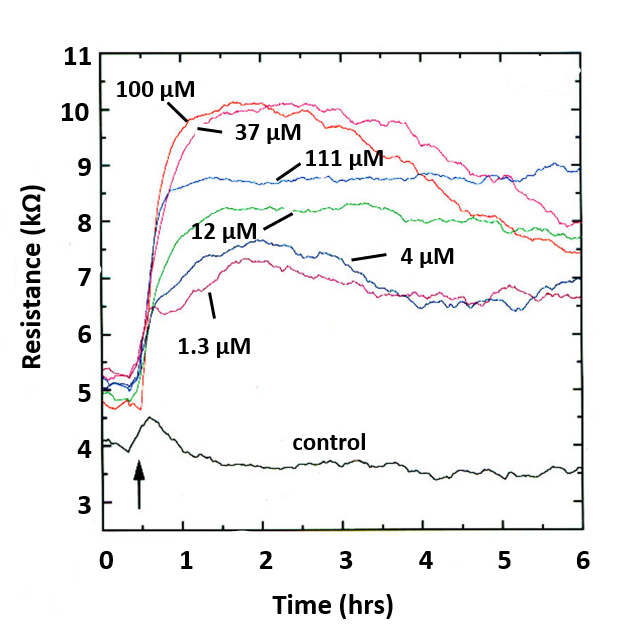 11
10
9
8
7
6
5
4
3
Resistance (kΩ)
100 µM
37 µM
111 µM
12 µM
4 µM
1.3 µM
control
0 1 2 3 4 5 6
Time (hrs)